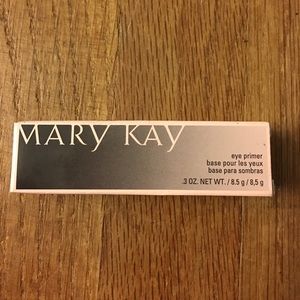 MARY KAY
eye primer
base pour les yeux
base para sombras
.3 OZ. NET WT. / 8.5 g / 8,5 g